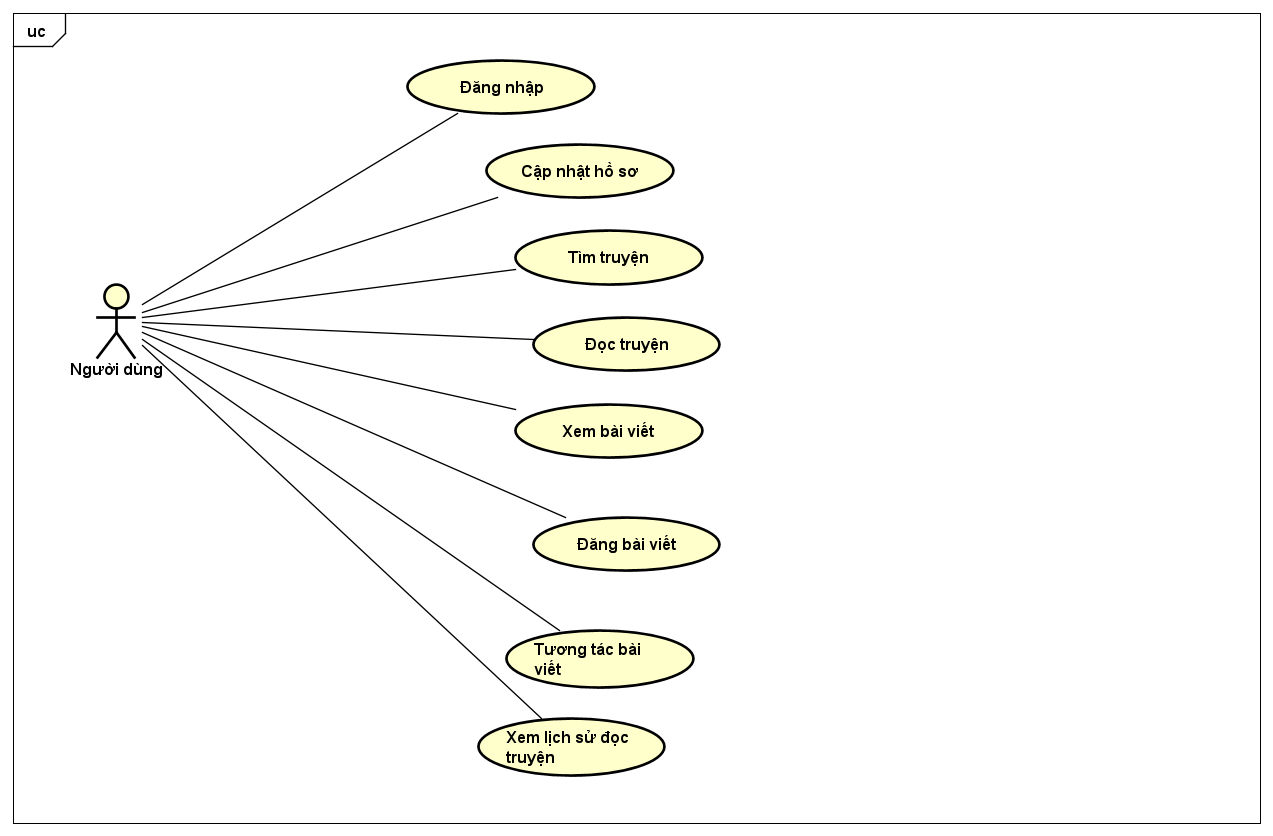 uc
Đăng nhập
Cập nhật hồ sơ
Tìm truyện
Đọc truyện
Người dùng
Xem bài viết
Đăng bài viết
Tương tác bài
viết
Xem lịch sử đọc
truyện